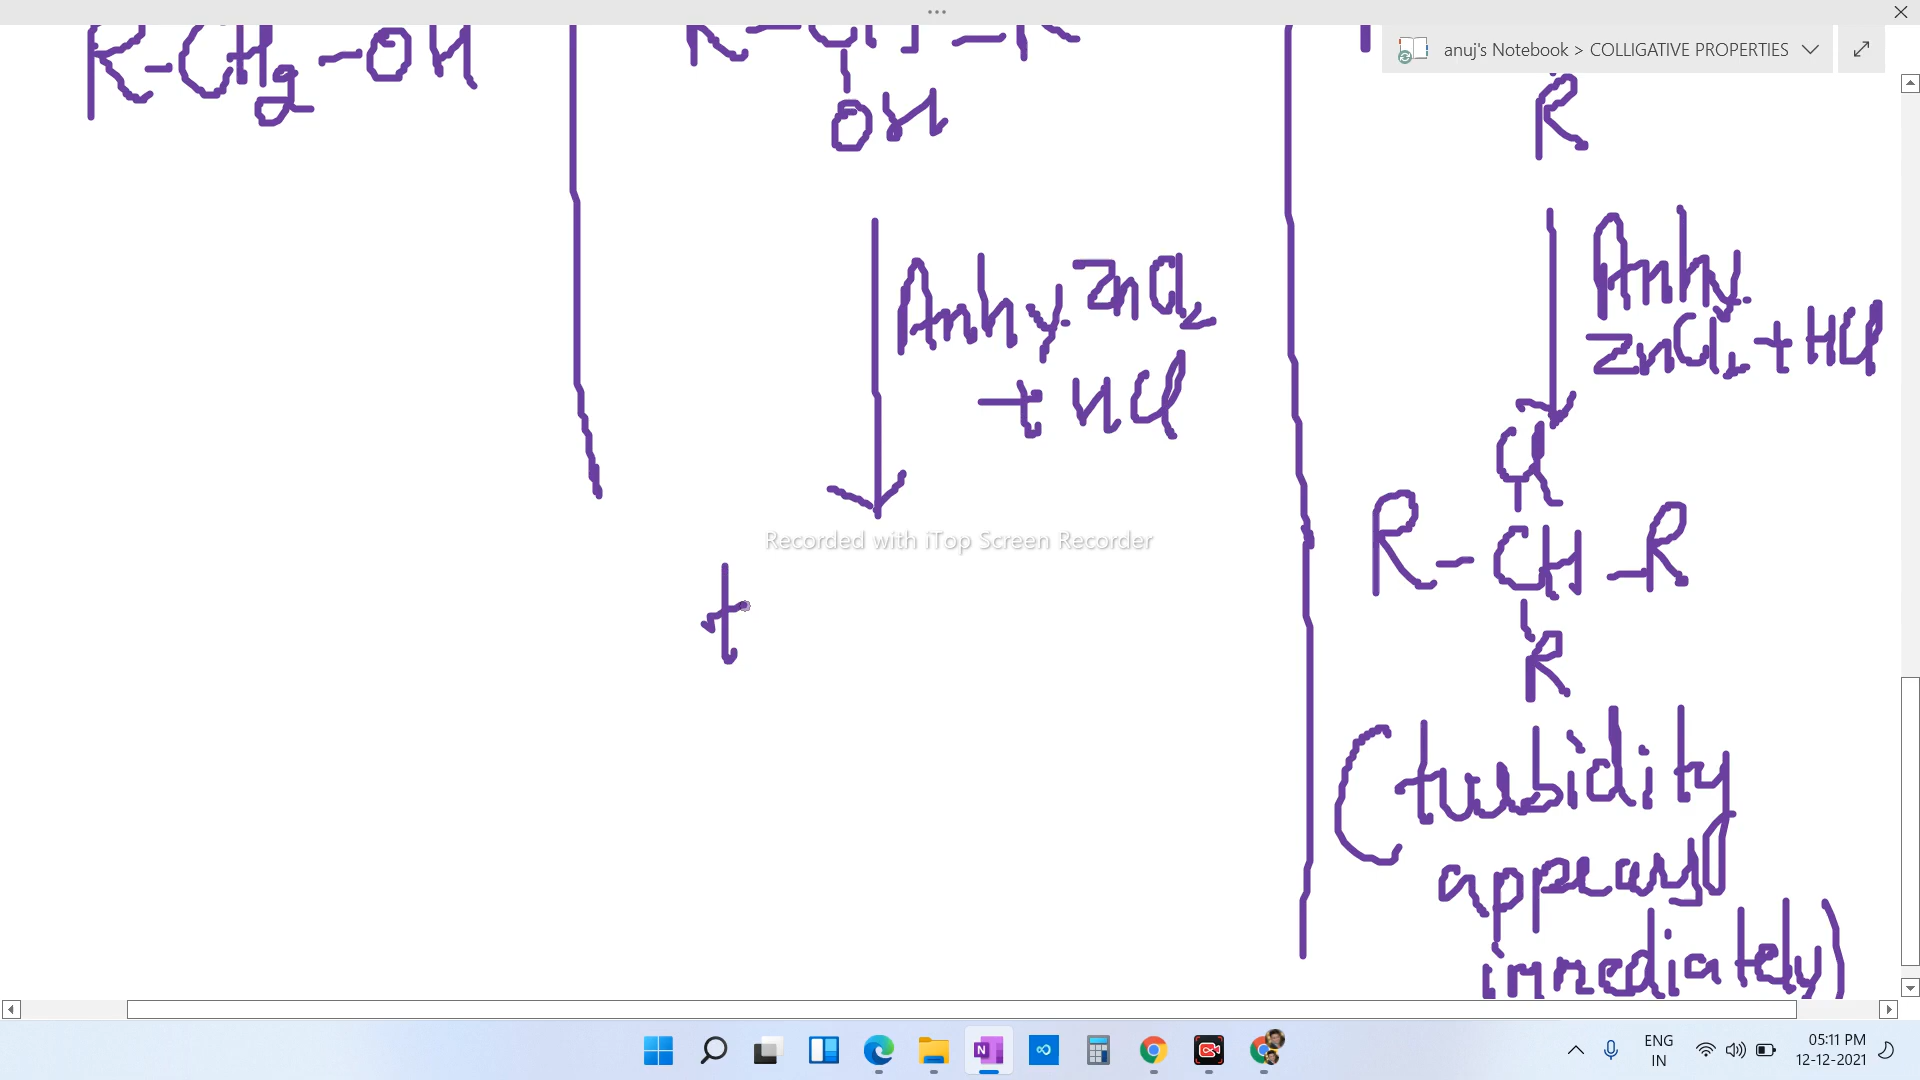 anuj's Notebook > COLLIGATIVE PROPERTIES
R-CH2-OH
R-CH-R
OH
R
Anhy. ZnCl2
+ HCl
Anhy.
ZnCl2 + HCl
Cl
R-CH-R
R
(turbidity
appears
immediately)
t
Recorded with iTop Screen Recorder
ENG
IN
05:11 PM
12-12-2021